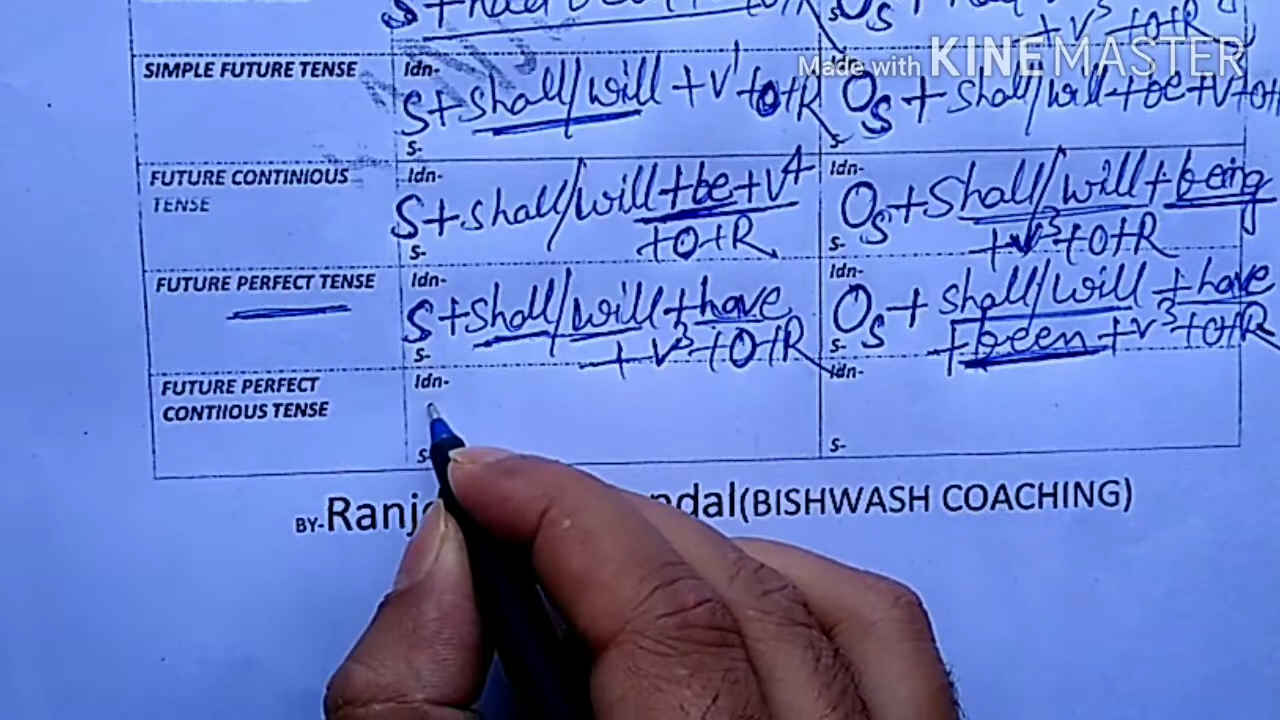 S+had
Made with KINEMASTER
+V³+O+R
SIMPLE FUTURE TENSE
Idn-
S+shall/will +V¹+O+R
S-
Idn-
Os + shall/will+be+V+O+
S-
FUTURE CONTINIOUS
TENSE
Idn-
S+shall/will+be+V4
+O+R
S-
Idn-
Os+Shall/will+being
+V³+O+R
S-
FUTURE PERFECT TENSE
Idn-
S+shall/will+have
+V³+O+R
S-
Idn-
Os+shall/will+have
+been+V³+O+R
S-
FUTURE PERFECT
CONTIIOUS TENSE
Idn-
S-
Idn-
S-
BY-Ranj ndal(BISHWASH COACHING)